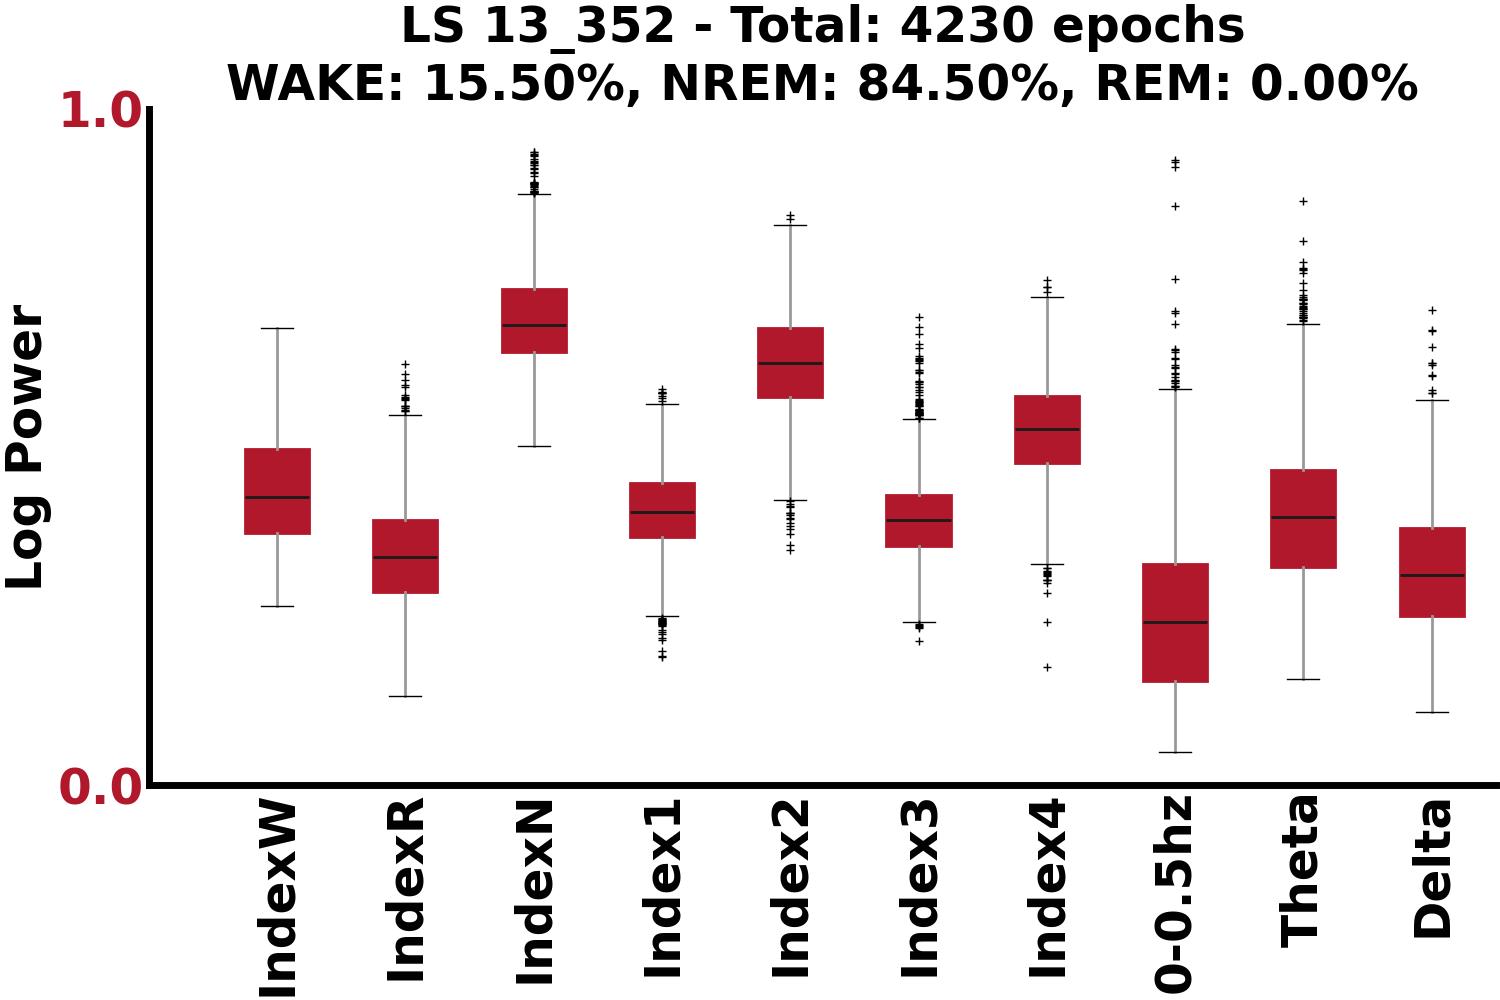 LS 13_352 - Total: 4230 epochs
WAKE: 15.50%, NREM: 84.50%, REM: 0.00%
1.0
Log Power
0.0
IndexW
IndexR
IndexN
Index1
Index2
Index3
Index4
0-0.5hz
Theta
Delta